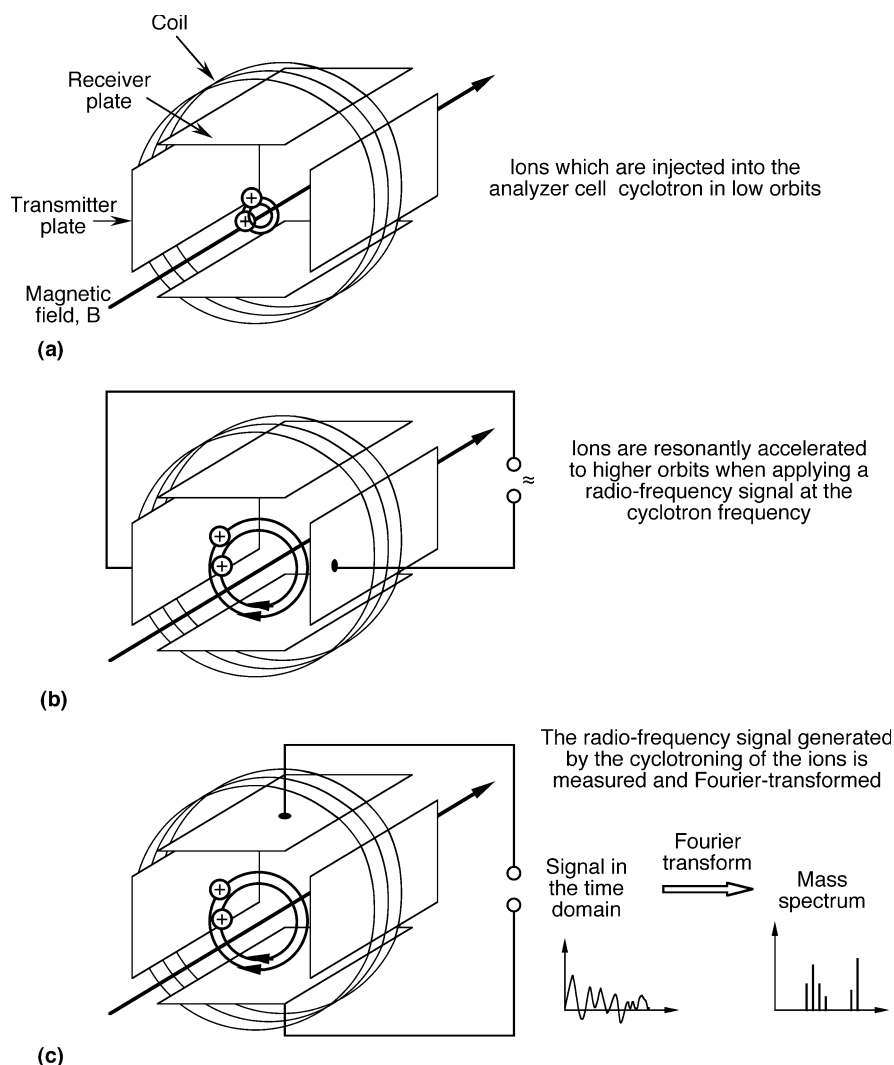 Coil
Receiver
plate
Transmitter
plate
Magnetic
field, B
Ions which are injected into the
analyzer cell cyclotron in low orbits
(a)
+
+
≈
Ions are resonantly accelerated
to higher orbits when applying a
radio-frequency signal at the
cyclotron frequency
+
+
(b)
The radio-frequency signal generated
by the cyclotroning of the ions is
measured and Fourier-transformed
+
+
Signal in
the time
domain
Fourier
transform
Mass
spectrum
(c)